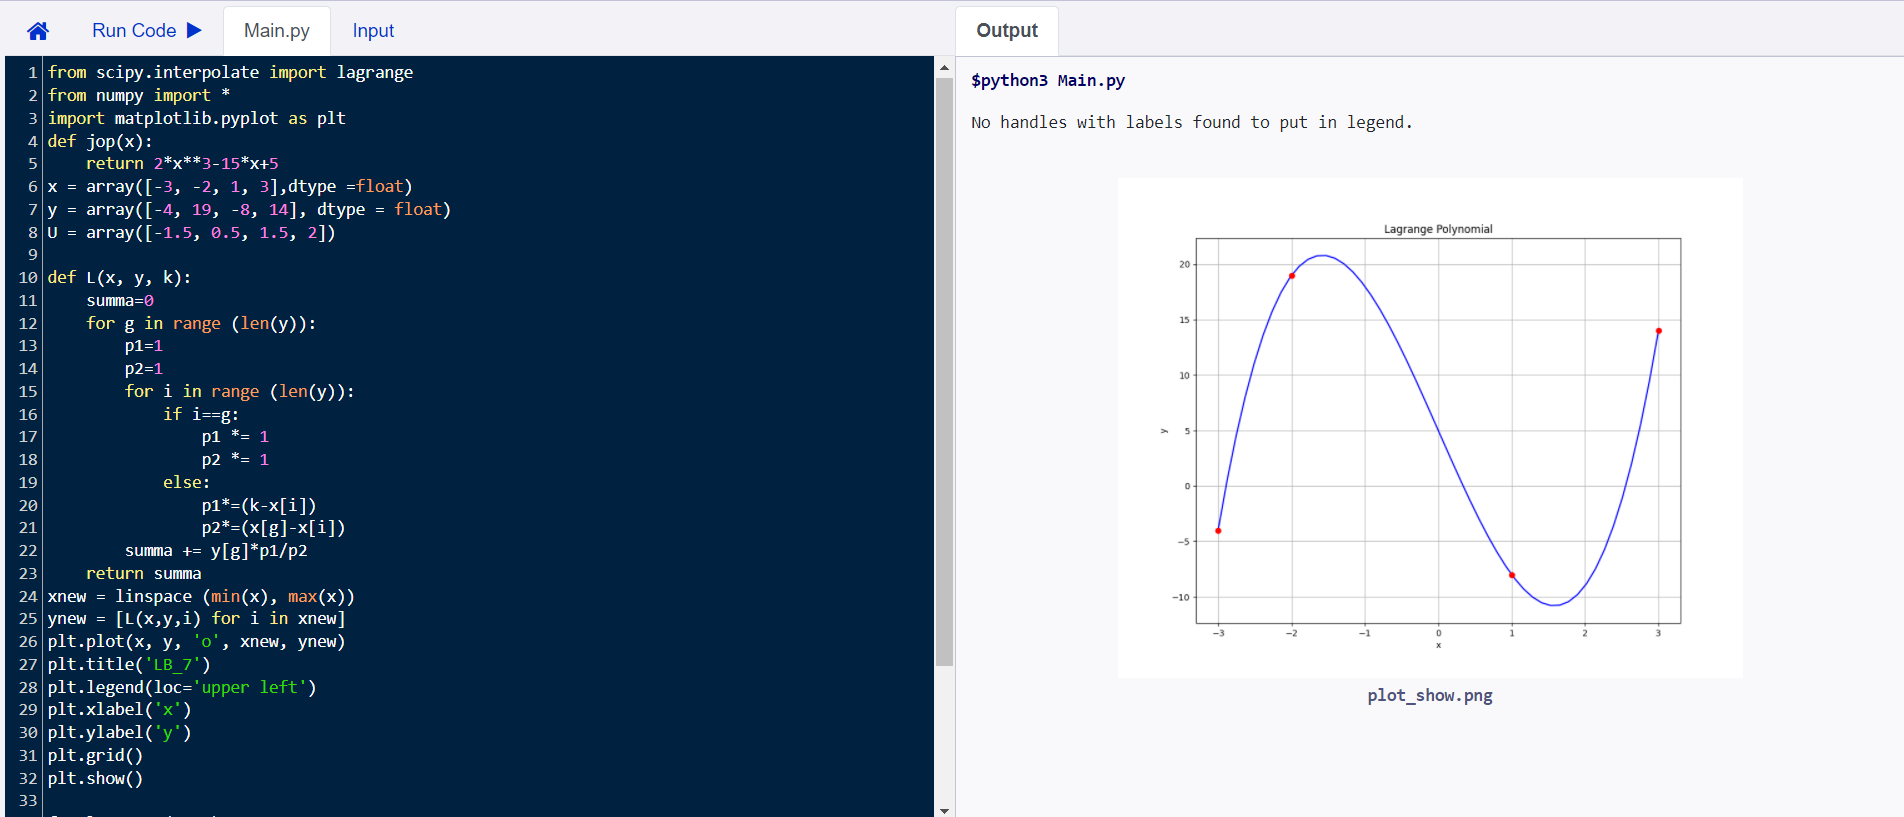 Run Code
Main.py
Input
1 from scipy.interpolate import lagrange
2 from numpy import *
3 import matplotlib.pyplot as plt
4 def jop(x):
5     return 2*x**3-15*x+5
6 x = array([-3, -2, 1, 3],dtype =float)
7 y = array([-4, 19, -8, 14], dtype = float)
8 U = array([-1.5, 0.5, 1.5, 2])
9
10 def L(x, y, k):
11     summa=0
12     for g in range (len(y)):
13         p1=1
14         p2=1
15         for i in range (len(y)):
16             if i==g:
17                 p1 *= 1
18                 p2 *= 1
19             else:
20                 p1*=(k-x[i])
21                 p2*=(x[g]-x[i])
22         summa += y[g]*p1/p2
23     return summa
24 xnew = linspace (min(x), max(x))
25 ynew = [L(x,y,i) for i in xnew]
26 plt.plot(x, y, 'o', xnew, ynew)
27 plt.title('LB_7')
28 plt.legend(loc='upper left')
29 plt.xlabel('x')
30 plt.ylabel('y')
31 plt.grid()
32 plt.show()
33
Output
$python3 Main.py
No handles with labels found to put in legend.
Lagrange Polynomial
20
15
10
5
0
−5
−10
y
−3 −2 −1 0 1 2 3
x
plot_show.png